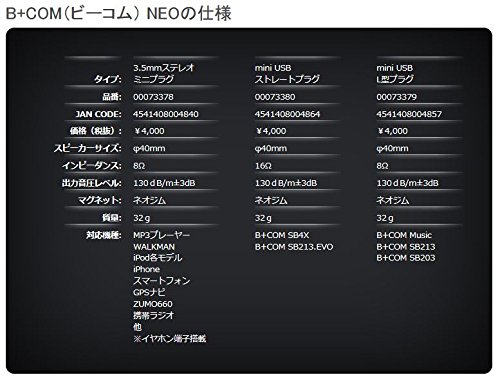 B+COM(ビーコム) NEOの仕様
3.5mmステレオ mini USB mini USB
タイプ: ミニプラグ ストレートプラグ L型プラグ
品番: 00073378 00073380 00073379
JAN CODE: 4541408004840 4541408004864 4541408004857
価格（税抜）: ￥4,000 ￥4,000 ￥4,000
スピーカーサイズ: φ40mm φ40mm φ40mm
インピーダンス: 8Ω 16Ω 8Ω
出力音圧レベル: 130ｄB/m±3dB 130ｄB/m±3dB 130ｄB/m±3dB
マグネット: ネオジム ネオジム ネオジム
質量: 32ｇ 32ｇ 32ｇ
対応機種: MP3プレーヤー B+COM SB4X B+COM Music
WALKMAN B+COM SB213.EVO B+COM SB213
iPod各モデル B+COM SB203
iPhone
スマートフォン
GPSナビ
ZUMO660
携帯ラジオ
他
※イヤホン端子搭載